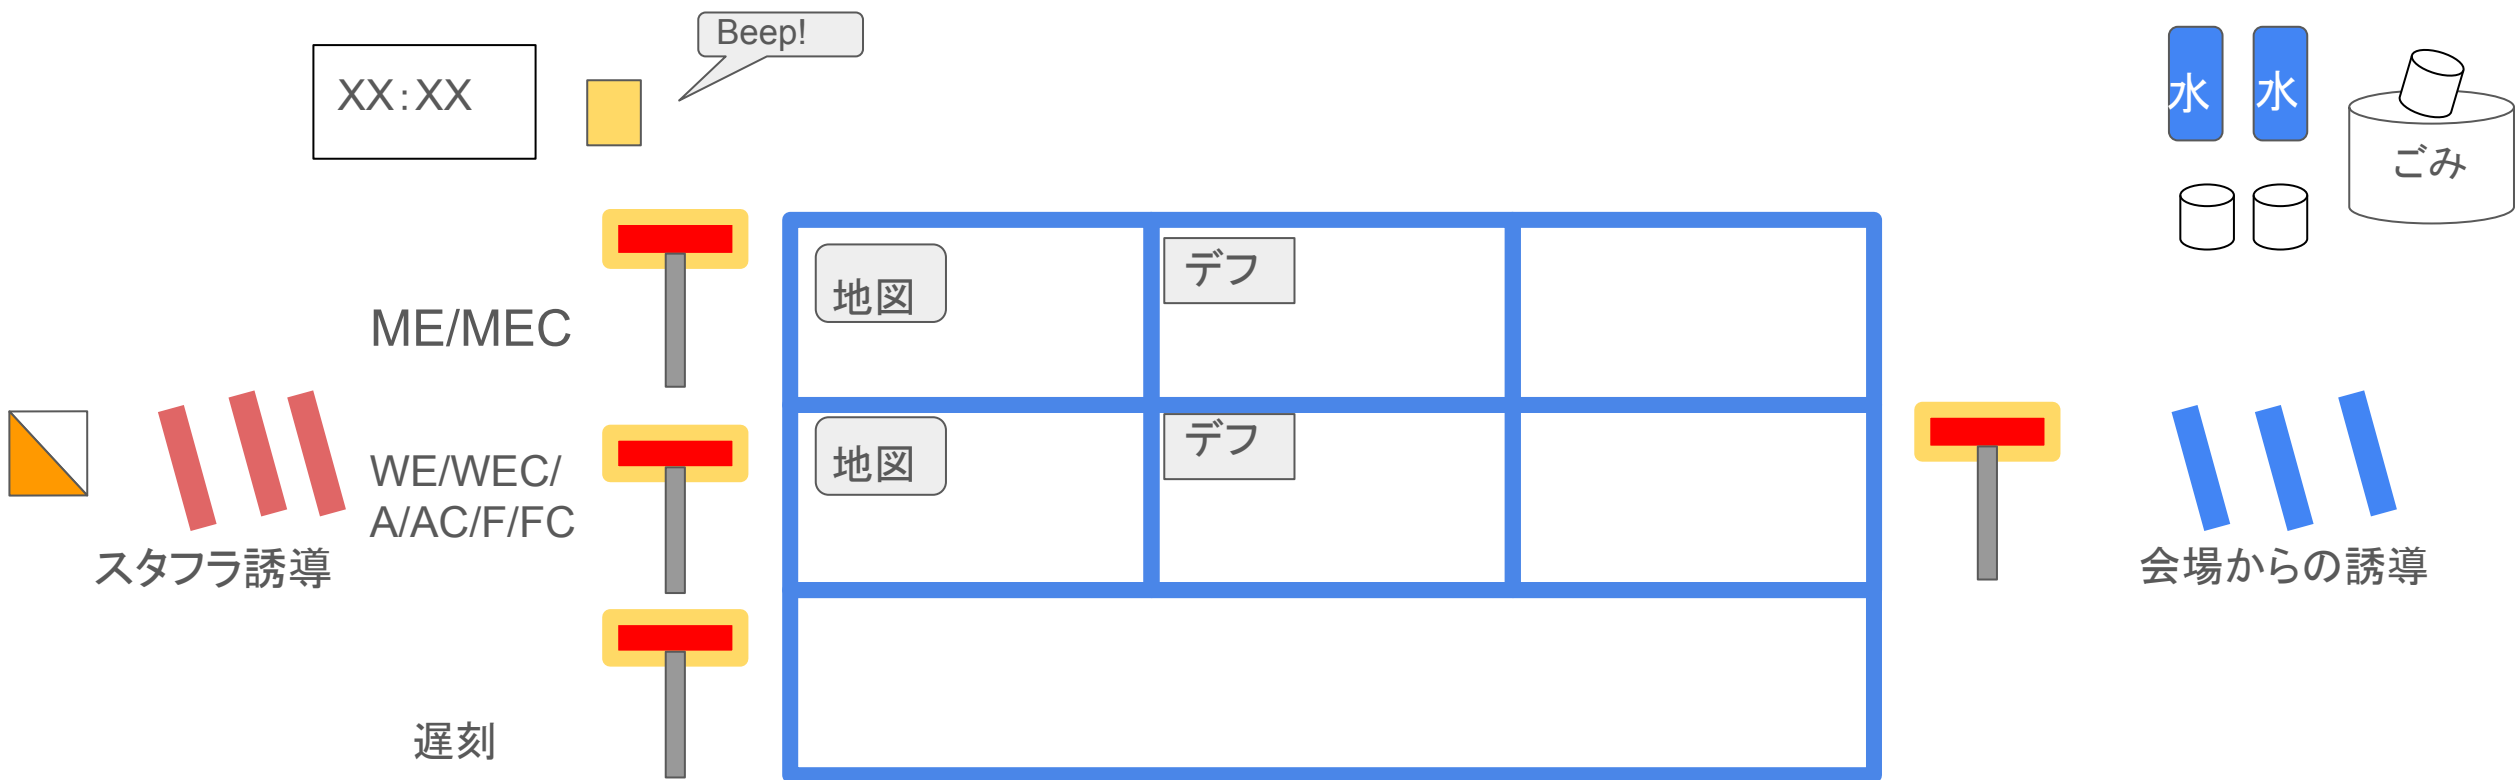 Beep!
XX:XX
水
水
ごみ
地図
デフ
ME/MEC
地図
デフ
WE/WEC/
A/AC/F/FC
スタフラ誘導
会場からの誘導
遅刻